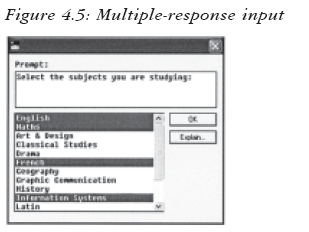 Figure 4.5: Multiple-response input
Prompt:
Select the subjects you are studying:
English
Maths
Art & Design
Classical Studies
Drama
French
Geography
Graphic Communication
History
Information Systems
Latin
OK
Explain..